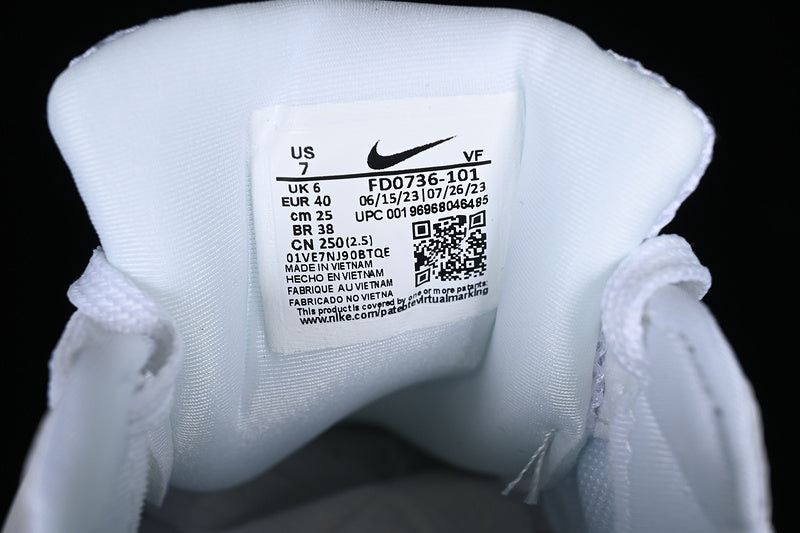 US
7
VF
UK 6
FD0736-101
EUR 40
06/15/23|07/26/23
cm 25
UPC 00196968046485
BR 38
CN 250(2.5)
01VE7NJ90BTQE
MADE IN VIETNAM
HECHO EN VIETNAM
FABRIQUE AU VIETNAM
FABRICADO NO VIETNA
This product is covered by one or more patents:
www.nike.com/patebtevirtualmarking